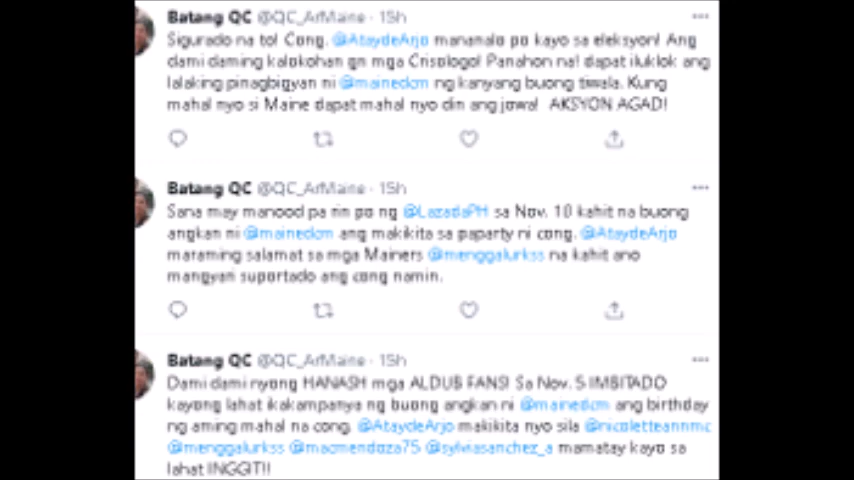 Batang QC @QC_ArMaine · 15h
Sigurado na to! Cong. @AtaydeArjo mananalo po kayo sa eleksyon! Ang
dami daming kalokohan gn mga Crisologo! Panahon na! dapat iluklok ang
lalaking pinagbigyan ni @mainedcm ng kanyang buong tiwala. Kung
mahal nyo si Maine dapat mahal nyo din ang jowa! AKSYON AGAD!
Batang QC @QC_ArMaine · 15h
Sana may manood pa rin po ng @LazadaPH sa Nov. 10 kahit na buong
angkan ni @mainedcm ang makikita sa paparty ni cong. @AtaydeArjo
maraming salamat sa mga Mainers @menggalurkss na kahit ano
mangyari suportado ang cong namin.
Batang QC @QC_ArMaine · 15h
Dami dami nyong HANASH mga ALDUB FANS! Sa Nov. 5 IMBITADO
kayong lahat ikakampanya ng buong angkan ni @mainedcm ang birthday
ng aming mahal na cong. @AtaydeArjo makikita nyo sila @nicoletteannmc
@menggalurkss @macmendoza75 @sylviasanchez_a mamatay kayo sa
lahat INGGIT!!